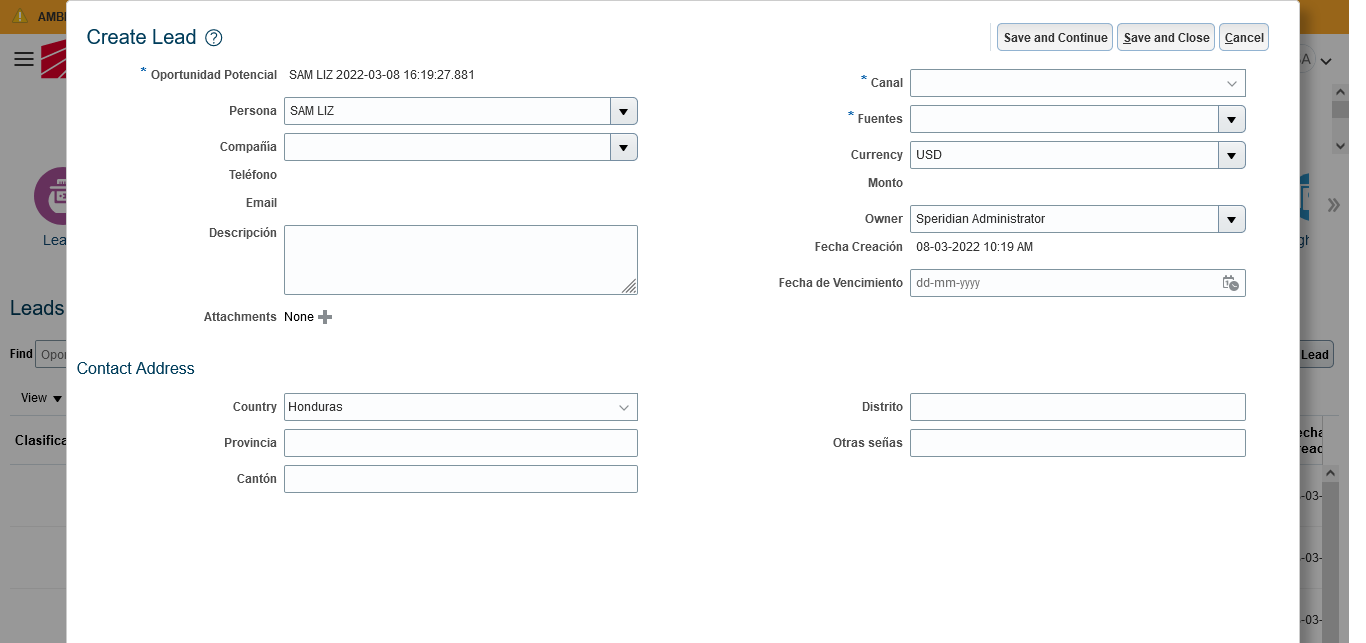 AMBI
Create Lead ?
Save and Continue Save and Close Cancel
* Oportunidad Potencial SAM LIZ 2022-03-08 16:19:27.881
* Canal
Persona SAM LIZ
* Fuentes
Compañía
Currency USD
Teléfono
Monto
Email
Owner Speridian Administrator
Descripción
Fecha Creación 08-03-2022 10:19 AM
Fecha de Vencimiento dd-mm-yyyy
Attachments None
Leads
Find Opor
Lead
Contact Address
View
Country Honduras
Distrito
Clasifica
Provincia
Otras señas
Cantón
Lea
gh
A
echa
reac
-03-
-03-
-03-